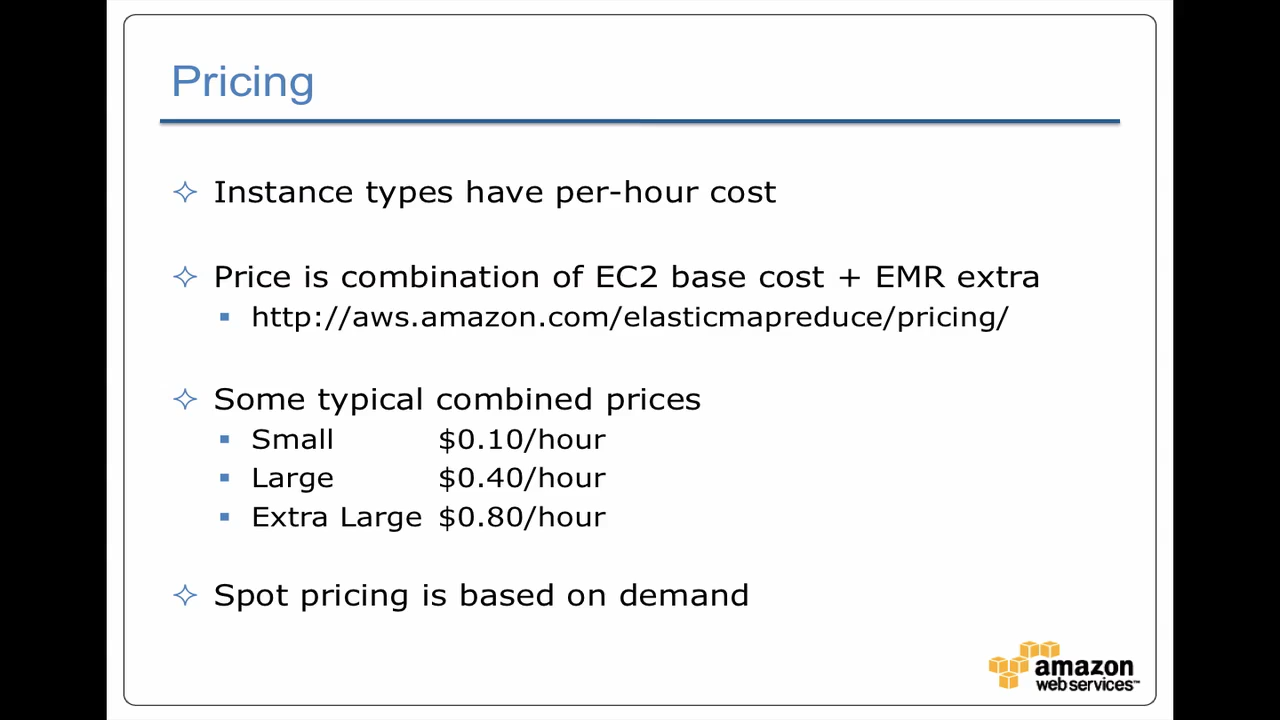 Pricing
Instance types have per-hour cost
Price is combination of EC2 base cost + EMR extra
http://aws.amazon.com/elasticmapreduce/pricing/
Some typical combined prices
Small $0.10/hour
Large $0.40/hour
Extra Large $0.80/hour
Spot pricing is based on demand
amazon
web services™